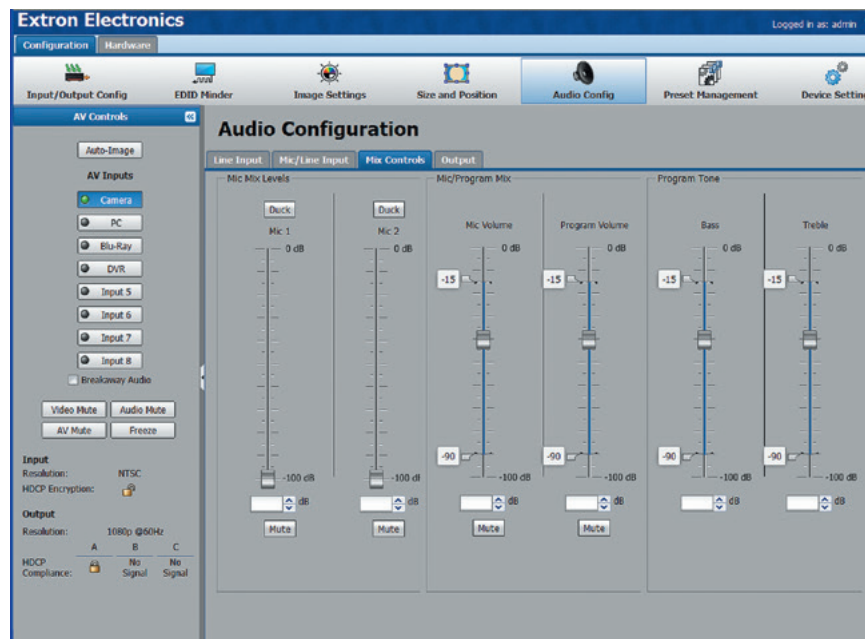 Extron Electronics
Logged in as: admin
Configuration Hardware
Input/Output Config EDID Minder Image Settings Size and Position Audio Config Preset Management Device Settin
AV Controls
Auto-Image
AV Inputs
Camera
PC
Blu-Ray
DVR
Input 5
Input 6
Input 7
Input 8
Breakaway Audio
Video Mute Audio Mute
AV Mute Freeze
Input
Resolution: NTSC
HDCP Encryption:
Output
Resolution: 1080p @60Hz
A B C
HDCP Compliance: No Signal No Signal
Audio Configuration
Line Input Mic/Line Input Mix Controls Output
Mic Mix Levels
Duck Duck
Mic 1 Mic 2
0 dB 0 dB
-100 dB -100 dB
dB dB
Mute Mute
Mic/Program Mix
Mic Volume Program Volume
0 dB 0 dB
-15 -15
-90 -90
-100 dB -100 dB
dB dB
Mute Mute
Program Tone
Bass Treble
0 dB 0 dB
-15 -15
-90 -90
-100 dB -100 dB
dB dB